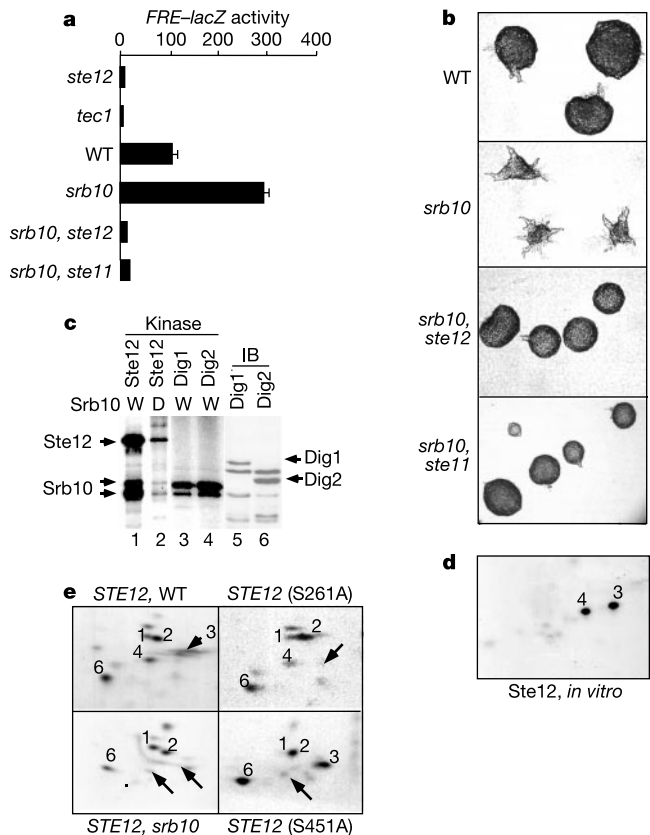 a
FRE–lacZ activity
0 100 200 300 400
ste12
tec1
WT
srb10
srb10, ste12
srb10, ste11
b
WT
srb10
srb10,
ste12
srb10,
ste11
c
Kinase
IB
Ste12 Ste12 Dig1 Dig2 Dig1 Dig2
Srb10 W D W W
Ste12
Srb10
Dig1
Dig2
1 2 3 4 5 6
d
4 3
Ste12, in vitro
e
STE12, WT STE12 (S261A)
1 2 3 4 6
1 2 4 6
1 2 6
1 2 3 6
STE12, srb10 STE12 (S451A)